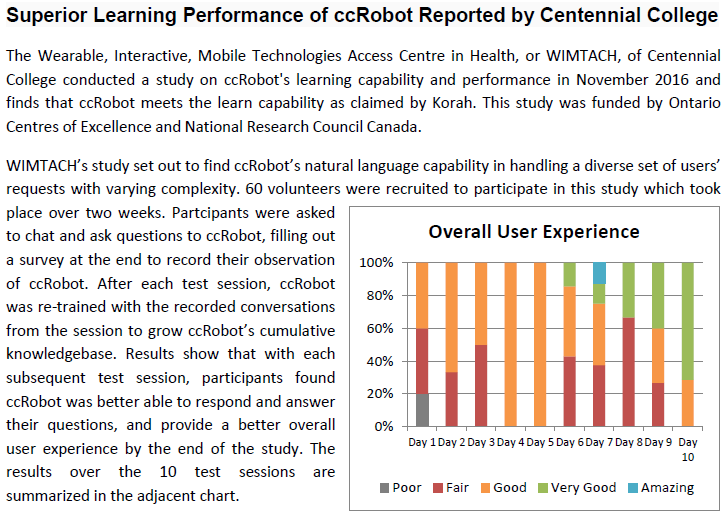 Superior Learning Performance of ccRobot Reported by Centennial College
The Wearable, Interactive, Mobile Technologies Access Centre in Health, or WIMTACH, of Centennial
College conducted a study on ccRobot's learning capability and performance in November 2016 and
finds that ccRobot meets the learn capability as claimed by Korah. This study was funded by Ontario
Centres of Excellence and National Research Council Canada.
WIMTACH’s study set out to find ccRobot’s natural language capability in handling a diverse set of users’
requests with varying complexity. 60 volunteers were recruited to participate in this study which took
place over two weeks. Partcipants were asked
to chat and ask questions to ccRobot, filling out
a survey at the end to record their observation
of ccRobot. After each test session, ccRobot
was re-trained with the recorded conversations
from the session to grow ccRobot’s cumulative
knowledgebase. Results show that with each
subsequent test session, participants found
ccRobot was better able to respond and answer
their questions, and provide a better overall
user experience by the end of the study. The
results over the 10 test sessions are
summarized in the adjacent chart.
Overall User Experience
100%
80%
60%
40%
20%
0%
Day 1 Day 2 Day 3 Day 4 Day 5 Day 6 Day 7 Day 8 Day 9 Day
10
Poor Fair Good Very Good Amazing